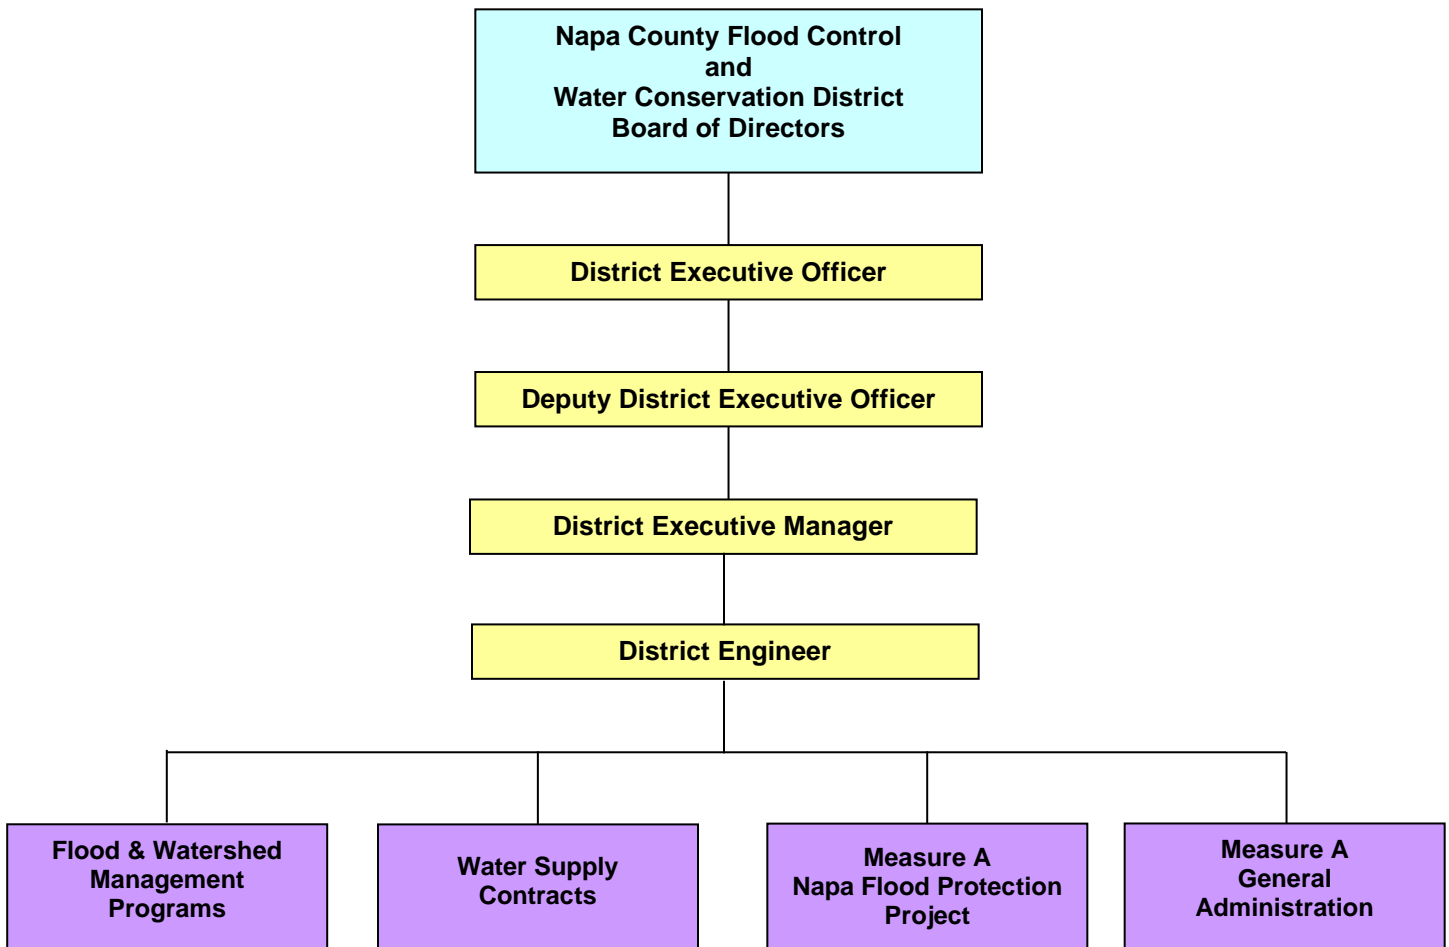 Napa County Flood Control
and
Water Conservation District
Board of Directors
District Executive Officer
Deputy District Executive Officer
District Executive Manager
District Engineer
Flood & Watershed
Management
Programs
Water Supply
Contracts
Measure A
Napa Flood Protection
Project
Measure A
General
Administration